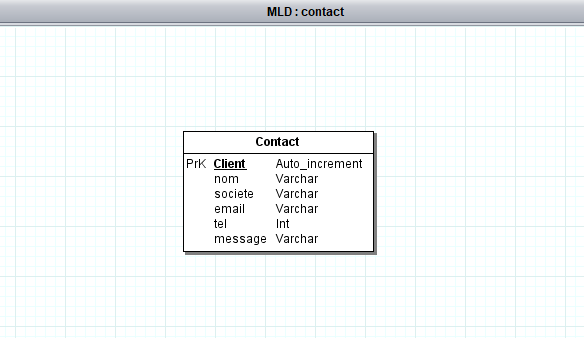 MLD : contact
Contact
PrK Client Auto_increment
nom Varchar
societe Varchar
email Varchar
tel Int
message Varchar